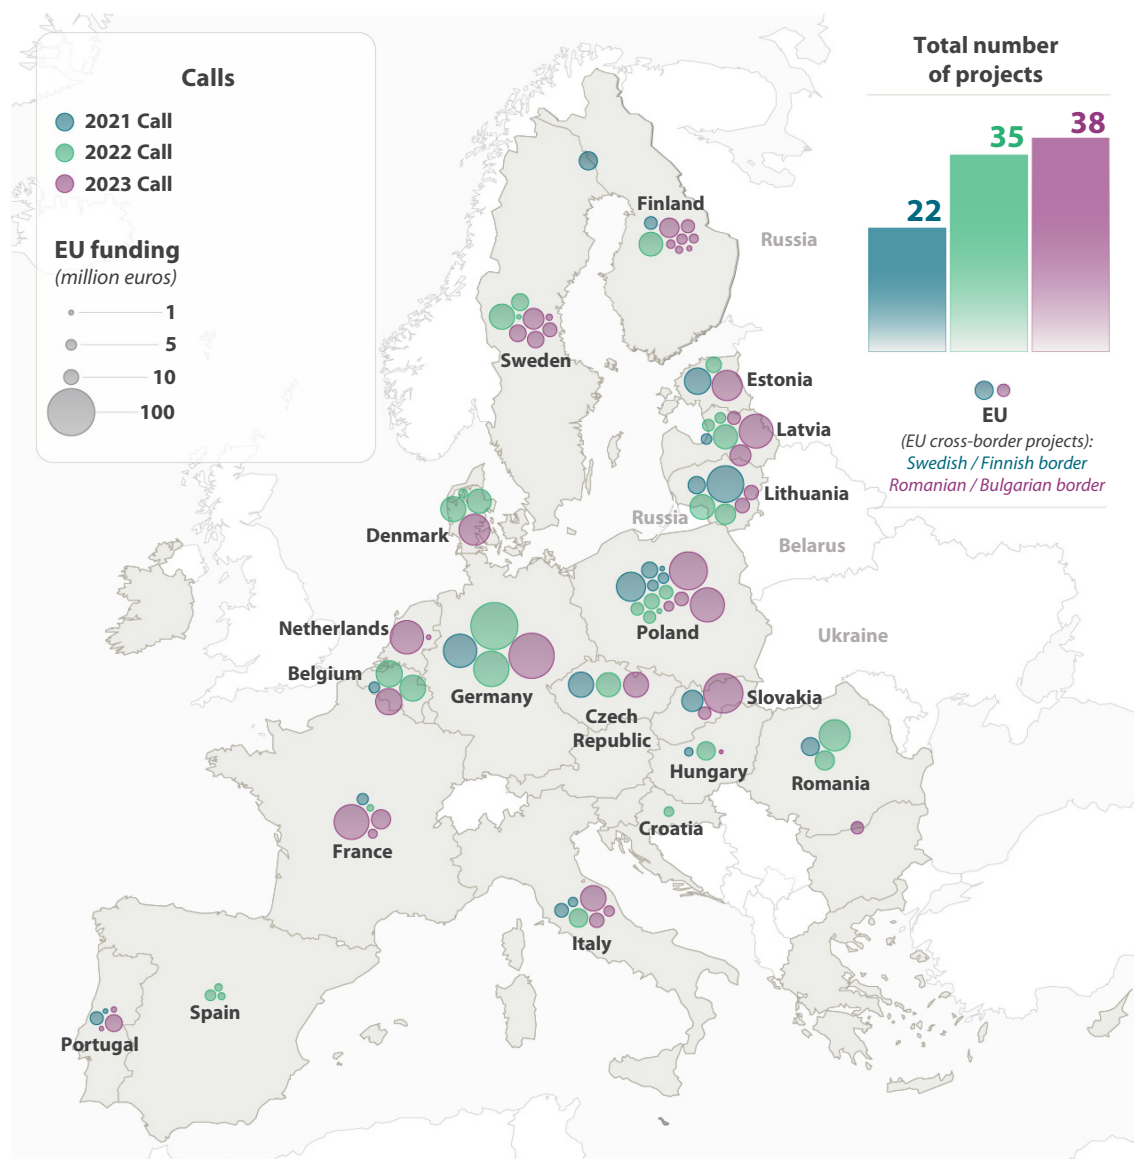 Calls
2021 Call
2022 Call
2023 Call
EU funding
(million euros)
1
5
10
100
Total number
of projects
22
35
38
EU
(EU cross-border projects):
Swedish / Finnish border
Romanian / Bulgarian border
Finland
Russia
Sweden
Estonia
Latvia
Lithuania
Russia
Denmark
Belarus
Netherlands
Poland
Ukraine
Belgium
Germany
Slovakia
Czech
Republic
Hungary
Romania
Croatia
France
Italy
Spain
Portugal